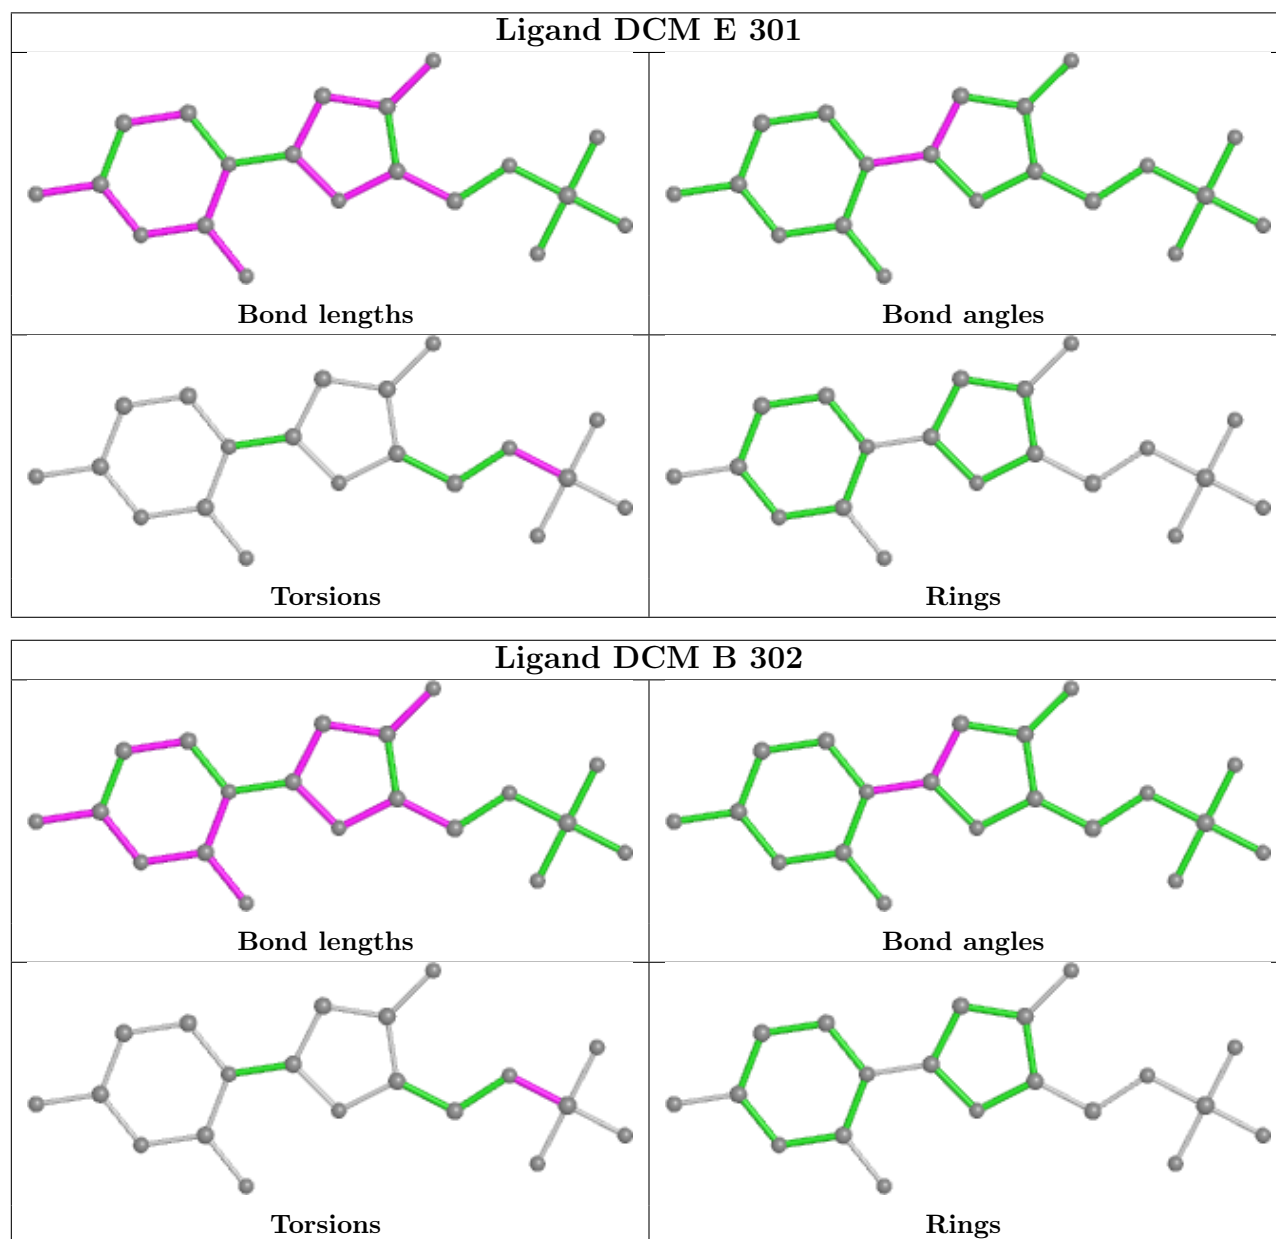 Ligand DCM E 301
Bond lengths
Bond angles
Torsions
Rings
Ligand DCM B 302
Bond lengths
Bond angles
Torsions
Rings